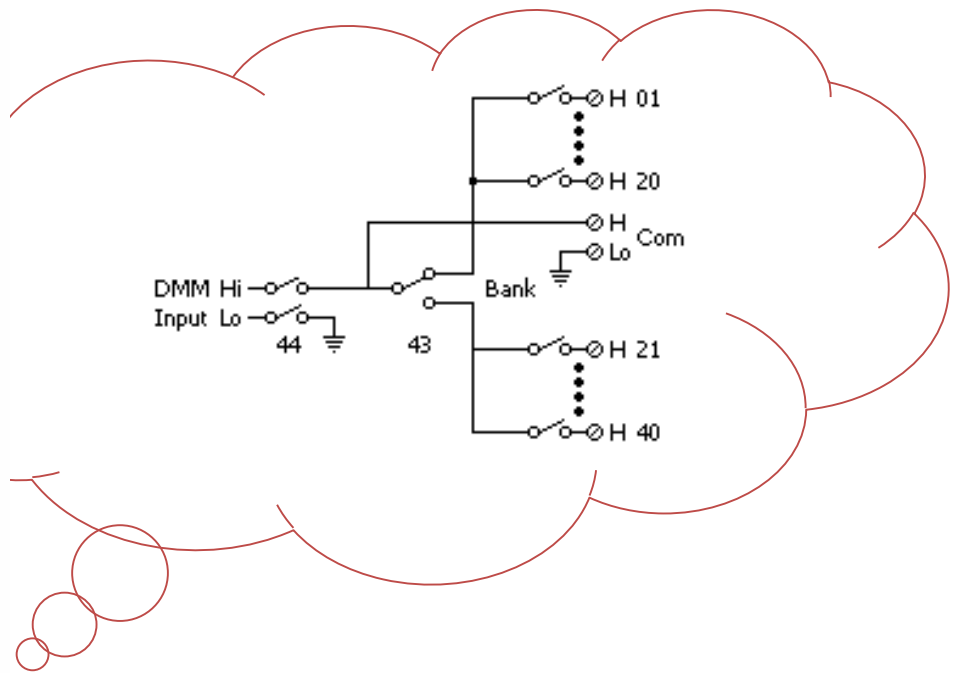 H 01
H 20
H
Com
Lo
DMM Hi
Bank
Input Lo
44
43
H 21
H 40